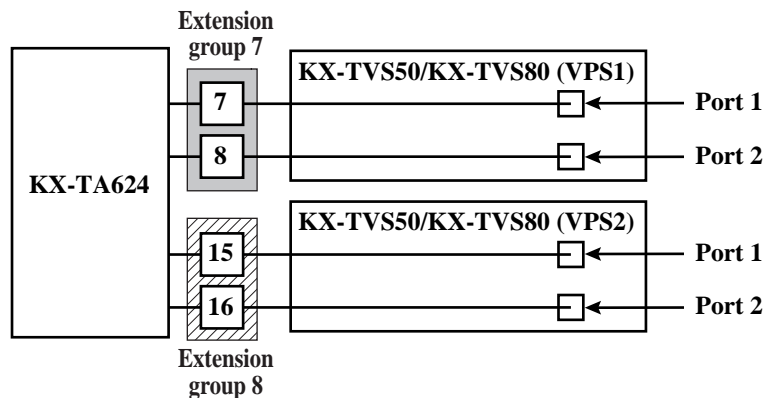 Extension
group 7
KX-TVS50/KX-TVS80 (VPS1)
7
Port 1
8
Port 2
KX-TA624
KX-TVS50/KX-TVS80 (VPS2)
15
Port 1
16
Port 2
Extension
group 8